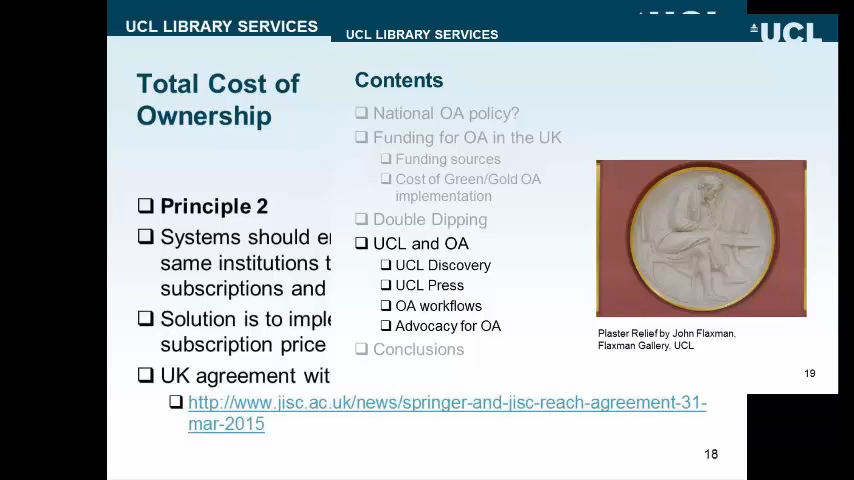 UCL LIBRARY SERVICES
Total Cost of
Ownership
Principle 2
Systems should
same institutions
subscriptions and
Solution is to
subscription price
UK agreement
http://www.jisc.ac.uk/news/springer-and-jisc-reach-agreement-31-
mar-2015
18
UCL LIBRARY SERVICES
UCL
Contents
National OA policy?
Funding for OA in the UK
Funding sources
Cost of Green/Gold OA
implementation
Double Dipping
UCL and OA
UCL Discovery
UCL Press
OA workflows
Advocacy for OA
Conclusions
Plaster Relief by John Flaxman,
Flaxman Gallery, UCL
19